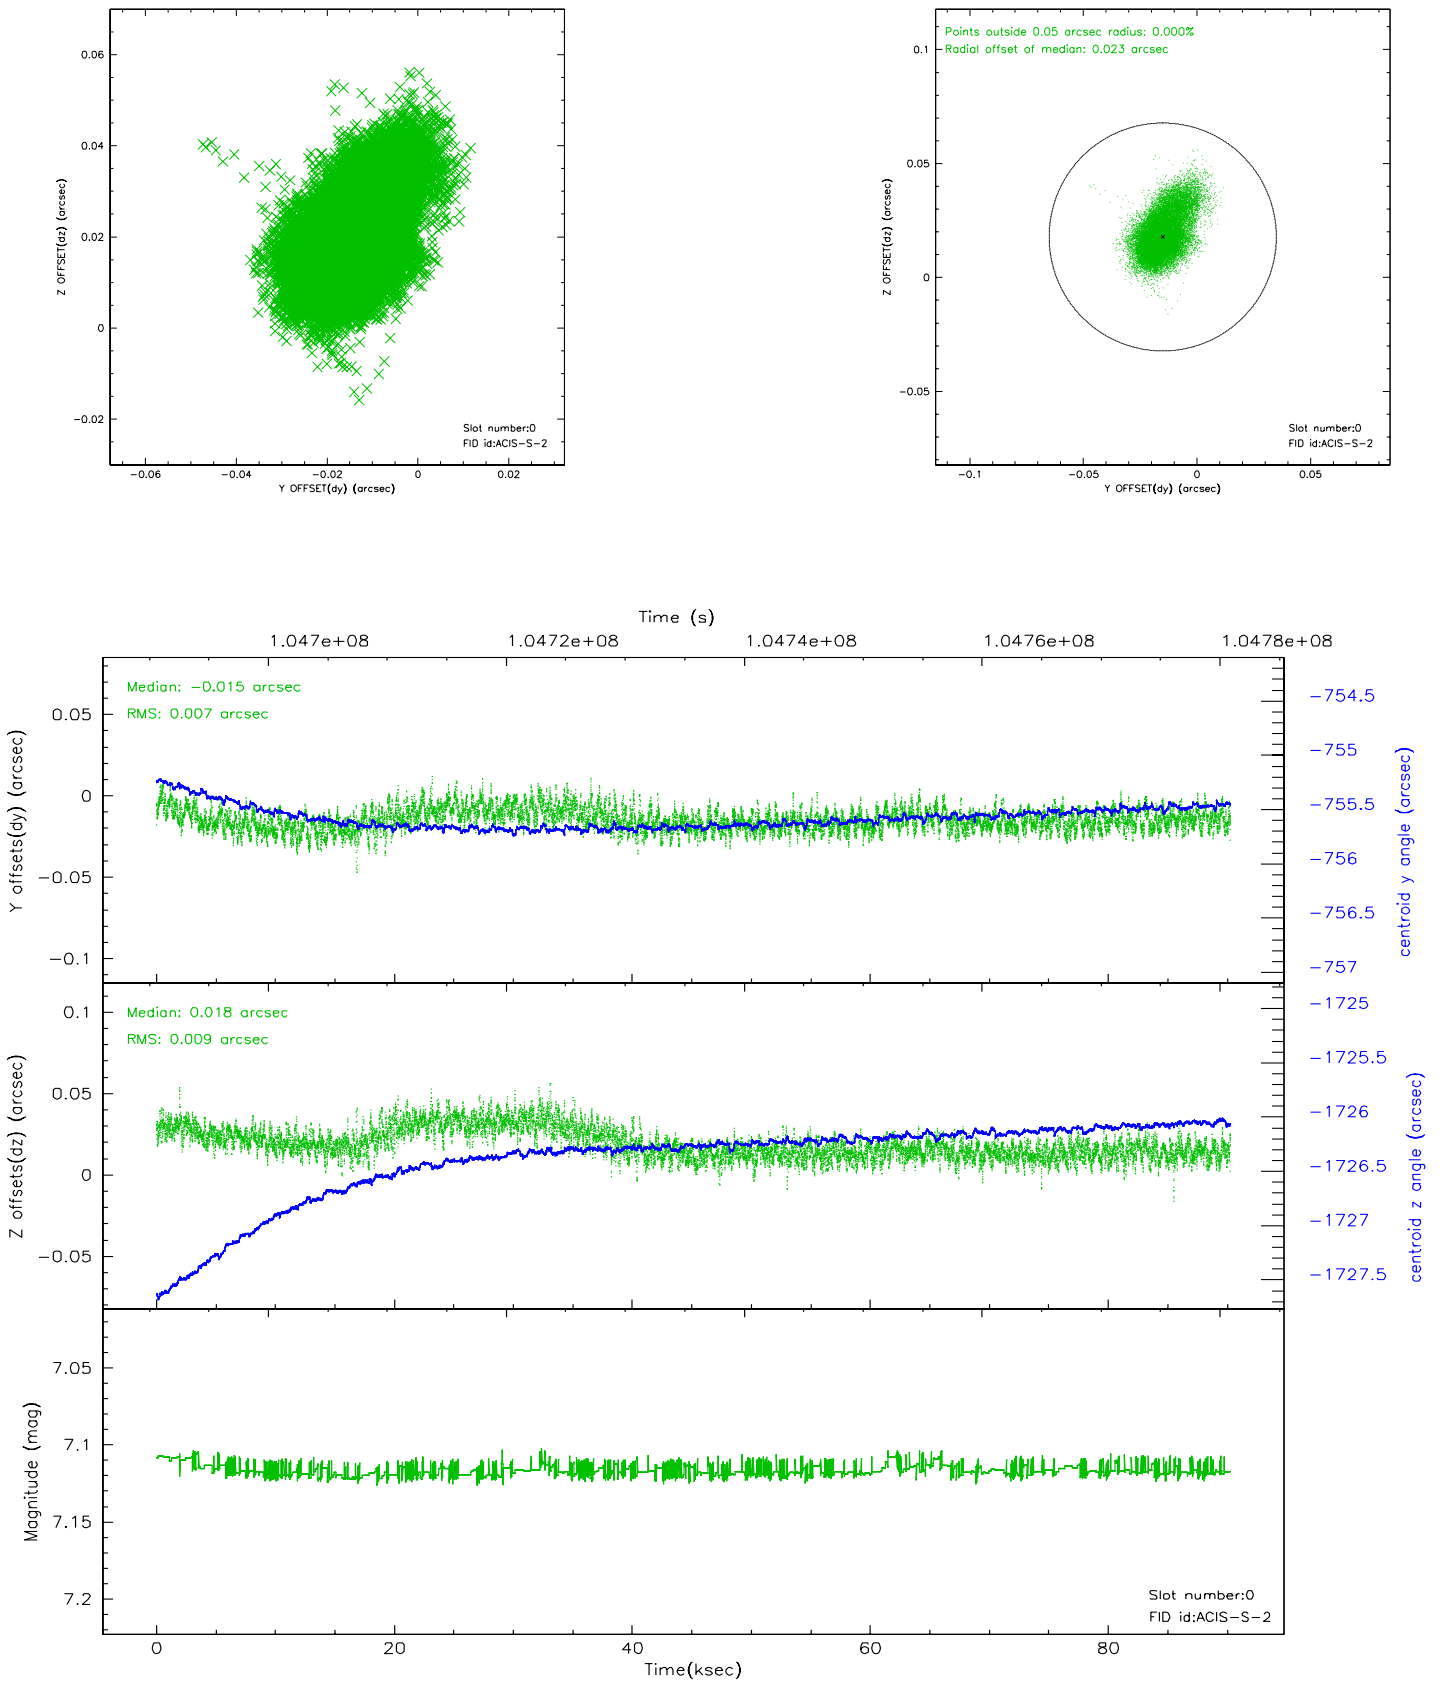 0.06
0.04
0.02
0
−0.02
Z OFFSET(dz) (arcsec)
Slot number:0
FID id:ACIS−S−2
−0.06 −0.04 −0.02 0 0.02
Y OFFSET(dy) (arcsec)
Points outside 0.05 arcsec radius: 0.000%
Radial offset of median: 0.023 arcsec
0.1
0.05
0
−0.05
Z OFFSET(dz) (arcsec)
Slot number:0
FID id:ACIS−S−2
−0.1 −0.05 0 0.05
Y OFFSET(dy) (arcsec)
Time (s)
1.047e+08 1.0472e+08 1.0474e+08 1.0476e+08 1.0478e+08
Median: −0.015 arcsec
RMS: 0.007 arcsec
0.05
0
−0.05
−0.1
Y offsets(dy) (arcsec)
−754.5
−755
−755.5
−756
−756.5
−757
centroid y angle (arcsec)
Median: 0.018 arcsec
RMS: 0.009 arcsec
0.1
0.05
0
−0.05
Z offsets(dz) (arcsec)
−1725
−1725.5
−1726
−1726.5
−1727
−1727.5
centroid z angle (arcsec)
7.05
7.1
7.15
7.2
Magnitude (mag)
Slot number:0
FID id:ACIS−S−2
0 20 40 60 80
Time(ksec)